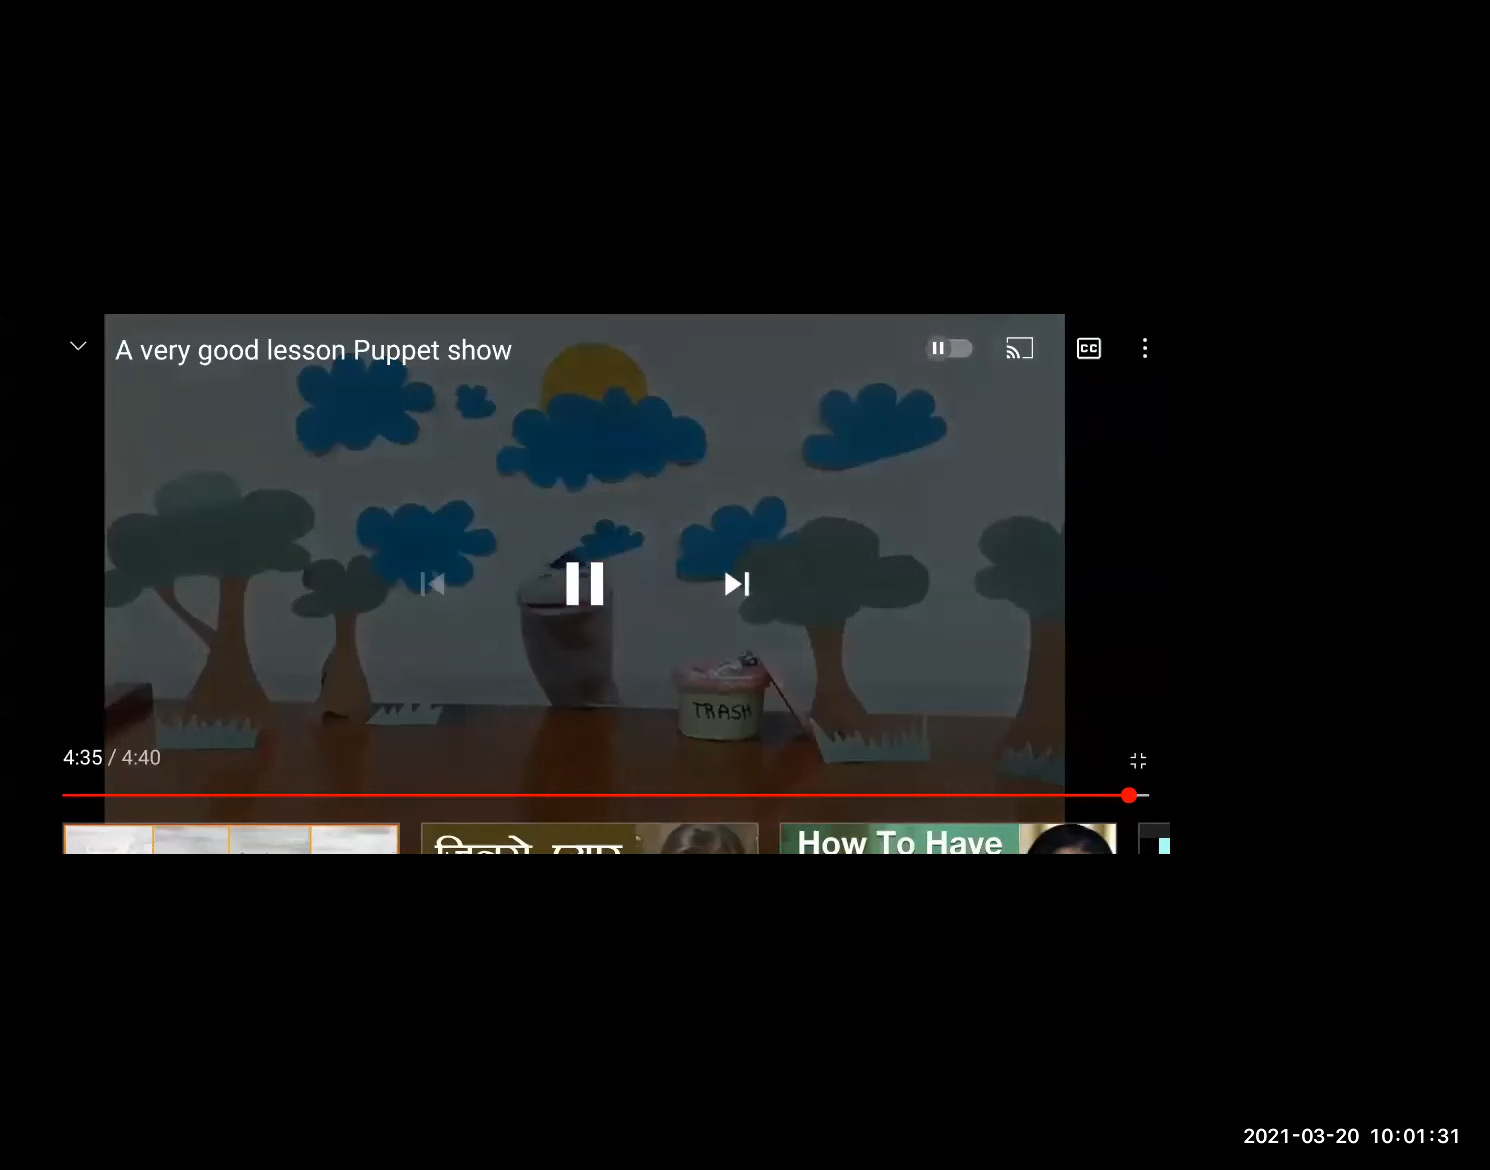 A very good lesson Puppet show
CC
TRASH
4:35 / 4:40
How To Have
2021-03-20 10:01:31